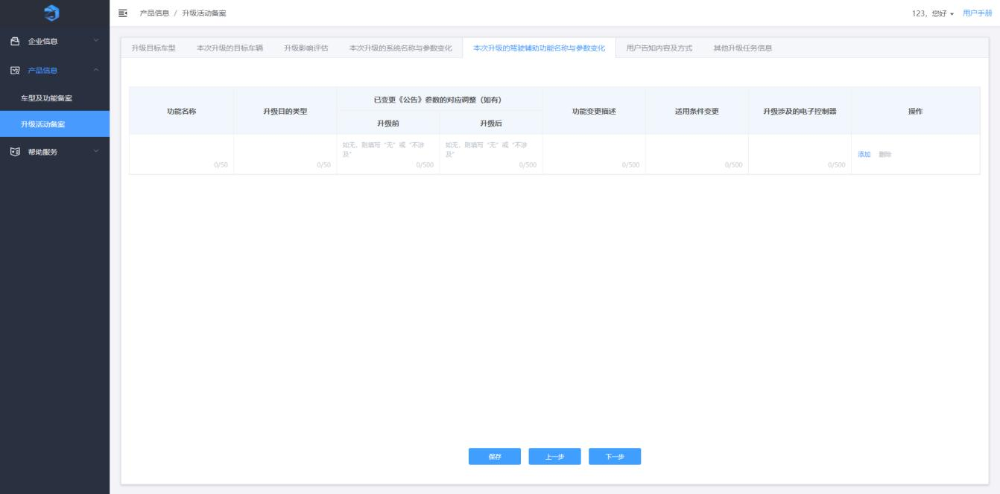 产品信息 / 升级活动备案
123，您好 用户手册
企业信息
产品信息
车型及功能备案
升级活动备案
帮助服务
升级目标车型 本次升级的目标车辆 升级影响评估 本次升级的系统名称与参数变化 本次升级的驾驶辅助功能名称与参数变化 用户告知内容及方式 其他升级任务信息
功能名称 升级目的类型 已变更《公告》参数的对应调整（如有） 功能变更描述 适用条件变更 升级涉及的电子控制器 操作
升级前 升级后
如无，则填写“无”或“不涉
及”
如无，则填写“无”或“不涉
及”
0/50 0/50 0/500 0/500 0/500 0/500 0/500
添加 删除
保存 上一步 下一步